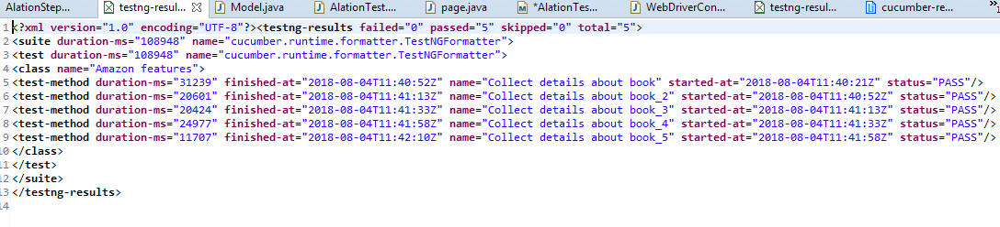 AlationStep... testng-resul... Model.java AlationTest.... page.java *AlationTes... WebDriverCon... testng-resu... cucumber-re...
1 <?xml version="1.0" encoding="UTF-8"?><testng-results failed="0" passed="5" skipped="0" total="5">
2 <suite duration-ms="108948" name="cucumber.runtime.formatter.TestNGFormatter">
3 <test duration-ms="108948" name="cucumber.runtime.formatter.TestNGFormatter">
4 <class name="Amazon features">
5 <test-method duration-ms="31239" finished-at="2018-08-04T11:40:52Z" name="Collect details about book" started-at="2018-08-04T11:40:21Z" status="PASS"/>
6 <test-method duration-ms="20601" finished-at="2018-08-04T11:41:13Z" name="Collect details about book_2" started-at="2018-08-04T11:40:52Z" status="PASS"/>
7 <test-method duration-ms="20424" finished-at="2018-08-04T11:41:33Z" name="Collect details about book_3" started-at="2018-08-04T11:41:13Z" status="PASS"/>
8 <test-method duration-ms="24977" finished-at="2018-08-04T11:41:58Z" name="Collect details about book_4" started-at="2018-08-04T11:41:33Z" status="PASS"/>
9 <test-method duration-ms="11707" finished-at="2018-08-04T11:42:10Z" name="Collect details about book_5" started-at="2018-08-04T11:41:58Z" status="PASS"/>
10 </class>
11 </test>
12 </suite>
13 </testng-results>
14